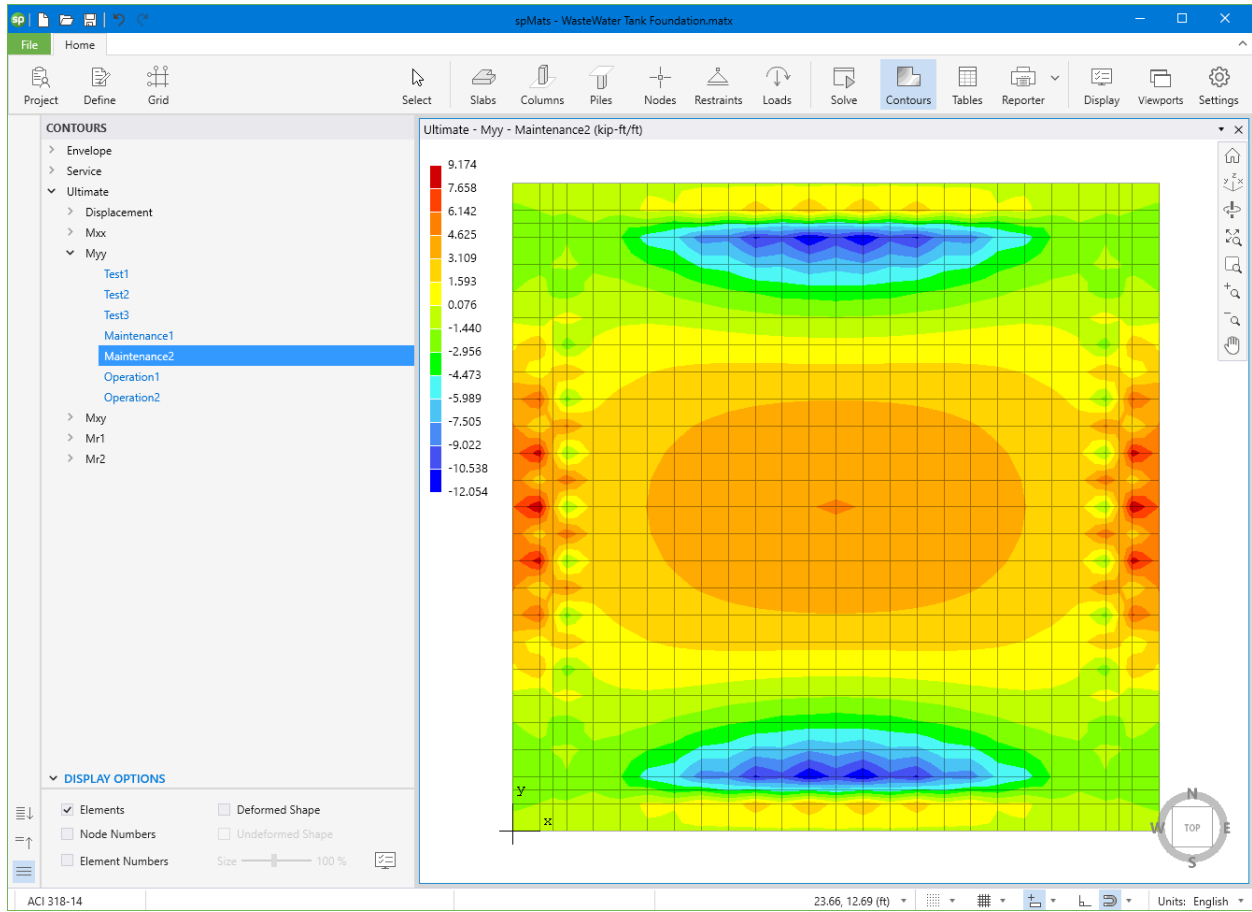 sp
spMats - WasteWater Tank Foundation.matx
File Home
Project Define Grid Select Slabs Columns Piles Nodes Restraints Loads Solve Contours Tables Reporter Display Viewports Settings
CONTOURS
Envelope
Service
Ultimate
Displacement
Mxx
Myy
Test1
Test2
Test3
Maintenance1
Maintenance2
Operation1
Operation2
Mxy
Mr1
Mr2
DISPLAY OPTIONS
Elements Deformed Shape
Node Numbers Undeformed Shape
Element Numbers Size 100 %
Ultimate - Myy - Maintenance2 (kip-ft/ft)
9.174
7.658
6.142
4.625
3.109
1.593
0.076
-1.440
-2.956
-4.473
-5.989
-7.505
-9.022
-10.538
-12.054
y
x
y z x
N
W TOP E
S
ACI 318-14 23.66, 12.69 (ft) Units: English